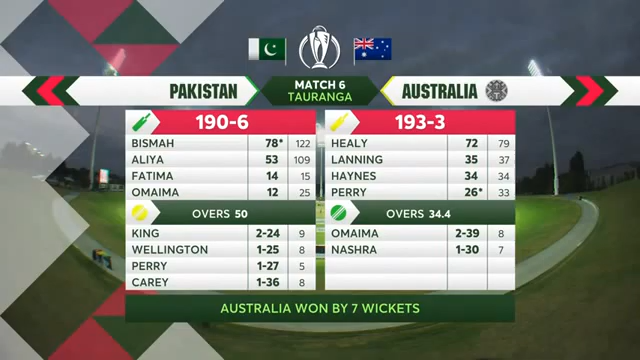 MATCH 6
PAKISTAN TAURANGA AUSTRALIA
190-6 193-3
BISMAH 78* 122 HEALY 72 79
ALIYA 53 109 LANNING 35 37
FATIMA 14 15 HAYNES 34 34
OMAIMA 12 25 PERRY 26* 33
OVERS 50 OVERS 34.4
KING 2-24 9 OMAIMA 2-39 8
WELLINGTON 1-25 8 NASHRA 1-30 7
PERRY 1-27 5
CAREY 1-36 8
AUSTRALIA WON BY 7 WICKETS